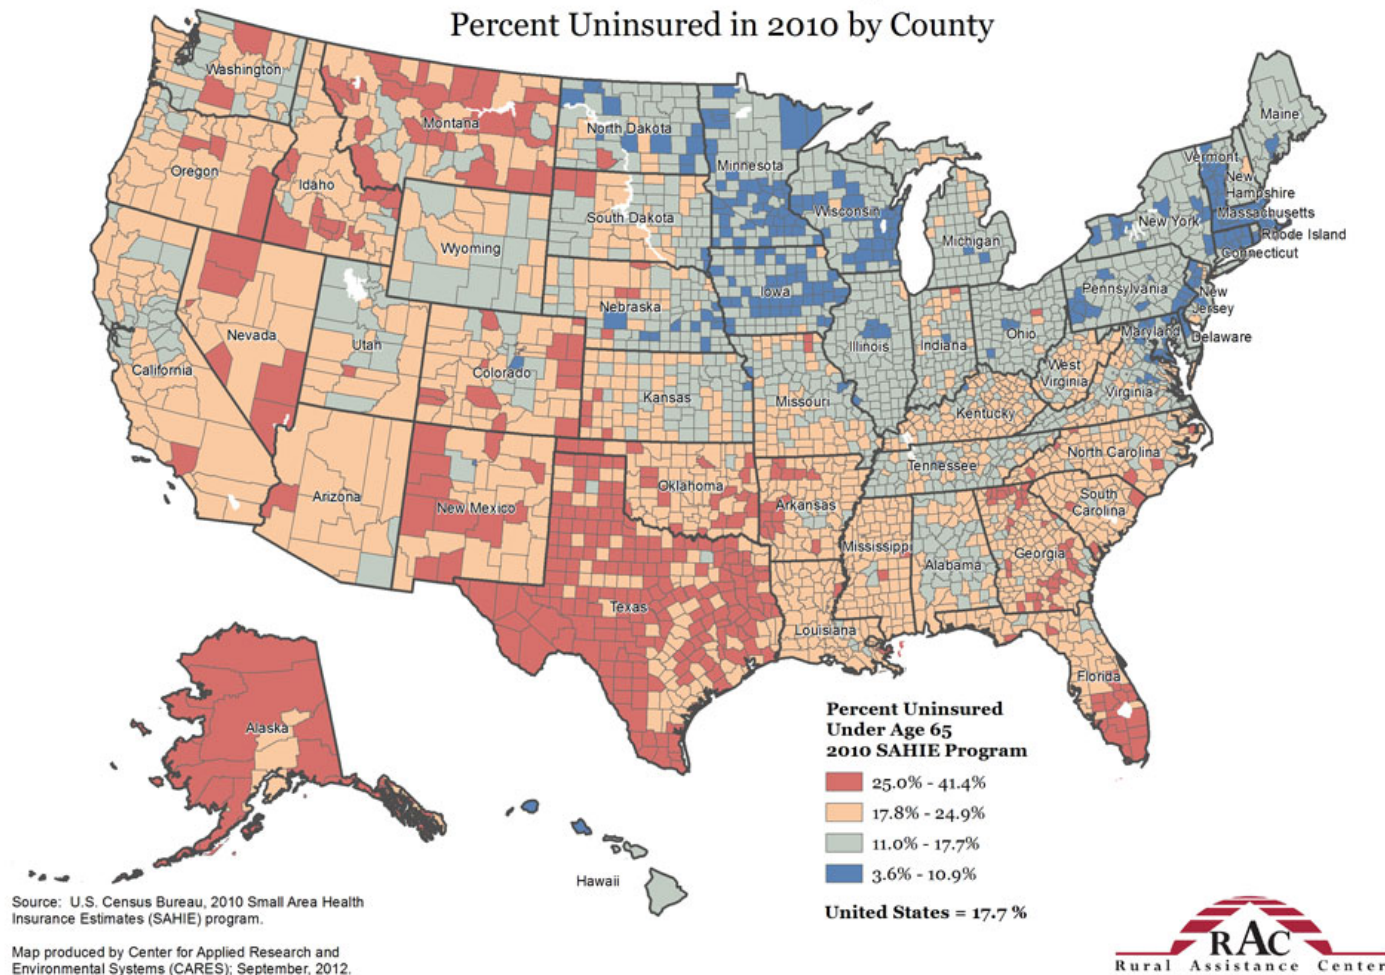 Percent Uninsured in 2010 by County
Washington
Montana
North Dakota
Minnesota
Maine
Vermont
New
Hampshire
Oregon
Idaho
South Dakota
Wisconsin
Michigan
New York
Massachusetts
Rhode Island
Connecticut
Wyoming
Nebraska
Iowa
Pennsylvania
New
Jersey
Nevada
Utah
Colorado
Illinois
Indiana
Ohio
Maryland
Delaware
California
Kansas
Missouri
West
Virginia
Virginia
Kentucky
Arizona
New Mexico
Oklahoma
Arkansas
Tennessee
North Carolina
South
Carolina
Mississippi
Alabama
Georgia
Texas
Louisiana
Florida
Alaska
Hawaii
Percent Uninsured
Under Age 65
2010 SAHIE Program
25.0% - 41.4%
17.8% - 24.9%
11.0% - 17.7%
3.6% - 10.9%
United States = 17.7 %
Source: U.S. Census Bureau, 2010 Small Area Health
Insurance Estimates (SAHIE) program.
Map produced by Center for Applied Research and
Environmental Systems (CARES); September, 2012.
RAC
Rural Assistance Center